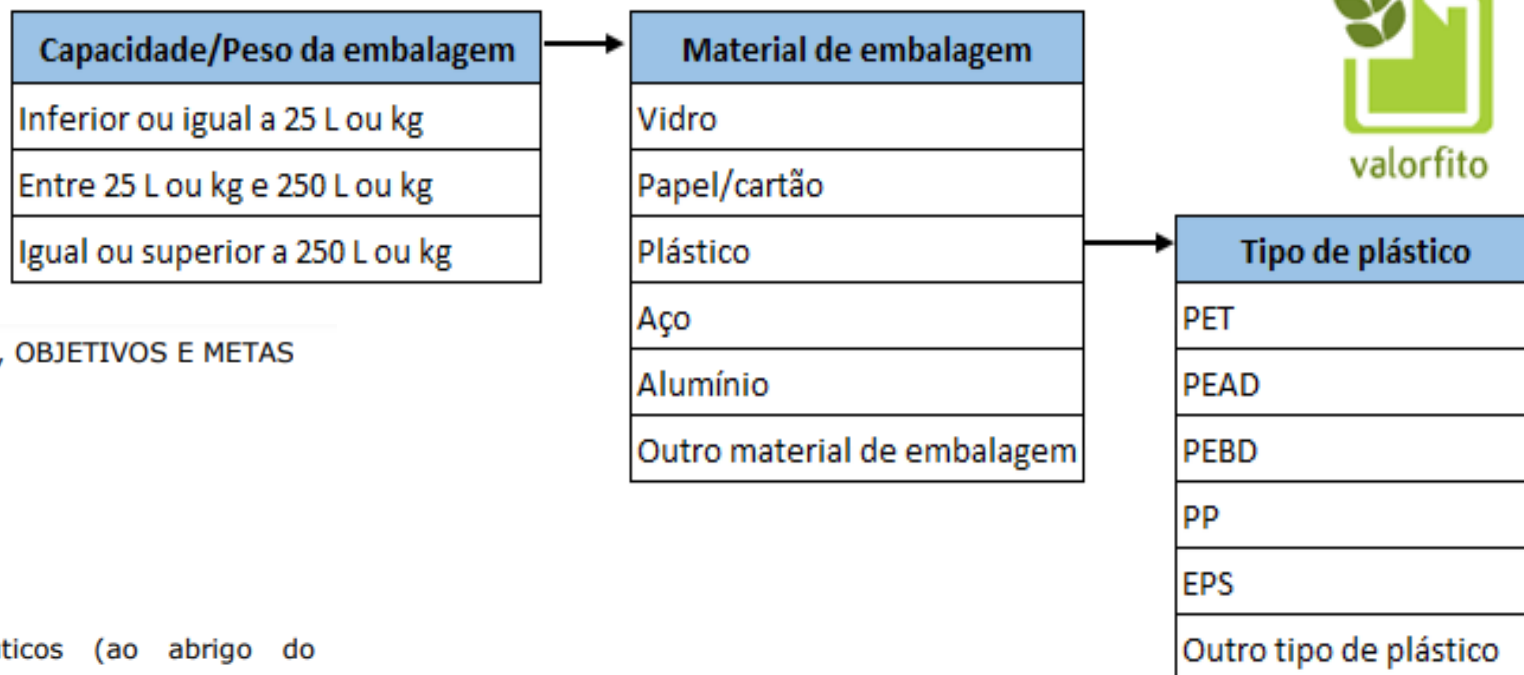 Capacidade/Peso da embalagem
Inferior ou igual a 25 L ou kg
Entre 25 L ou kg e 250 L ou kg
Igual ou superior a 250 L ou kg
Material de embalagem
Vidro
Papel/cartão
Plástico
Aço
Alumínio
Outro material de embalagem
valorfito
Tipo de plástico
PET
PEAD
PEBD
PP
EPS
Outro tipo de plástico
, OBJETIVOS E METAS
ticos (ao abrigo do